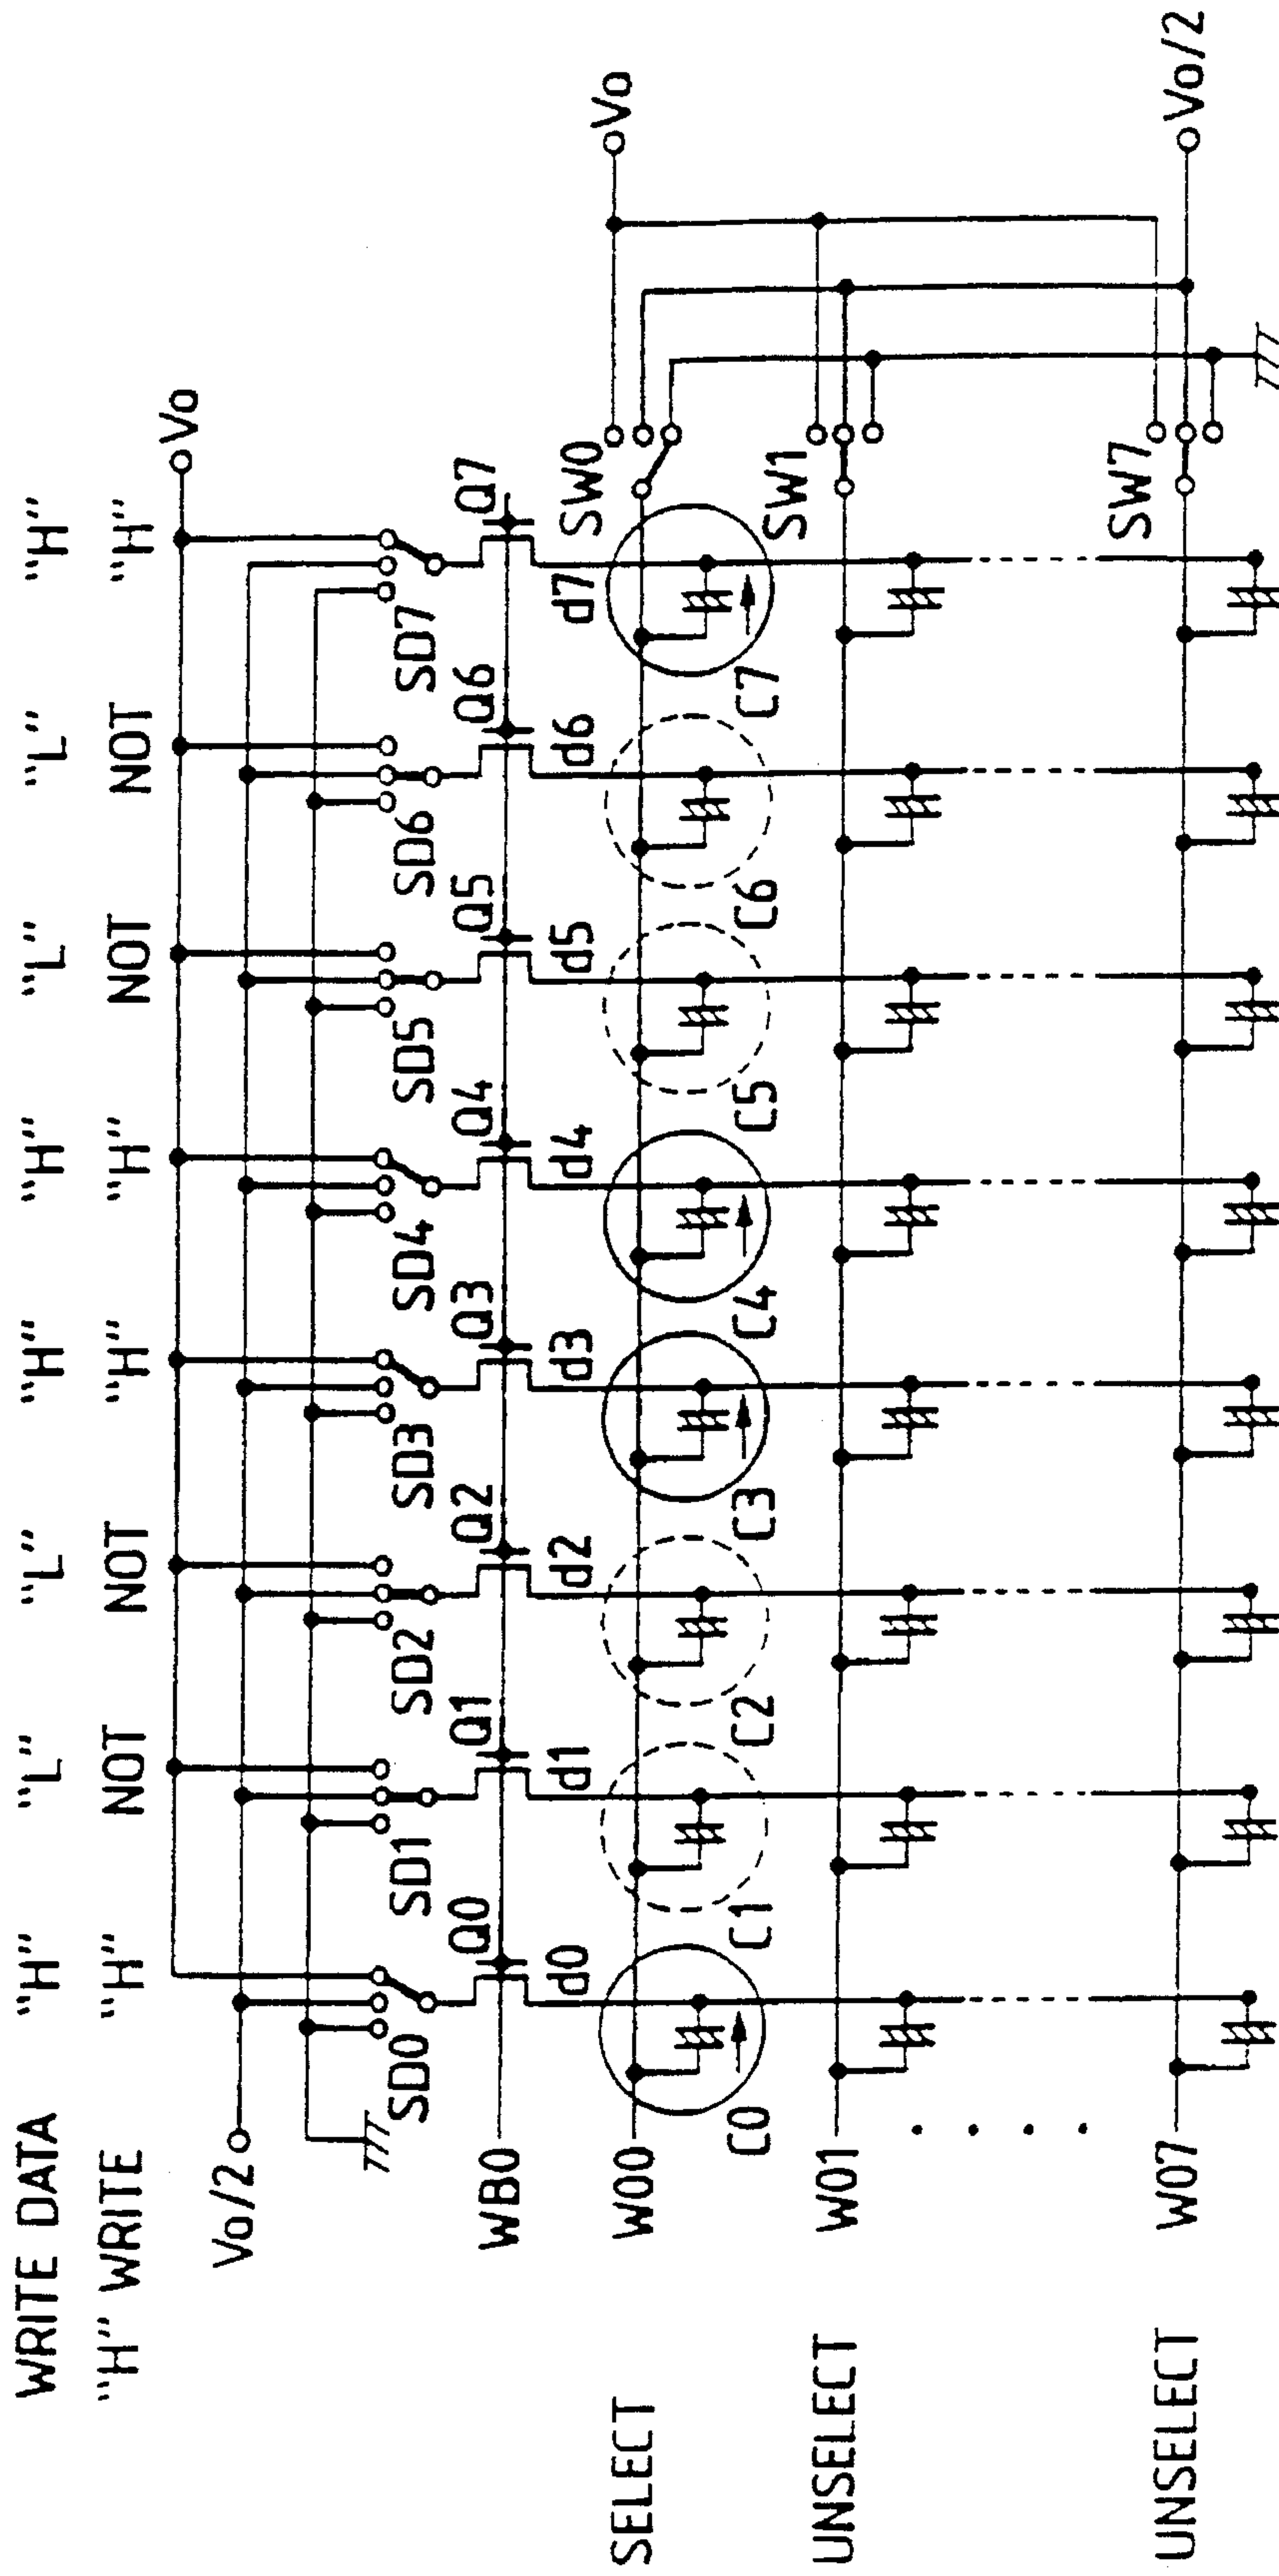 WRITE DATA "H" "L" "L" "H" "H" "L" "L" "H"
"H" WRITE "H" NOT NOT "H" "H" NOT NOT "H"
Vo
Vo/2
SD0 SD1 SD2 SD3 SD4 SD5 SD6 SD7
Q0 Q1 Q2 Q3 Q4 Q5 Q6 Q7
WB0
d0 d1 d2 d3 d4 d5 d6 d7
SW0 Vo
SELECT W00
C0 C1 C2 C3 C4 C5 C6 C7
SW1
UNSELECT W01
SW7
UNSELECT W07 Vo/2